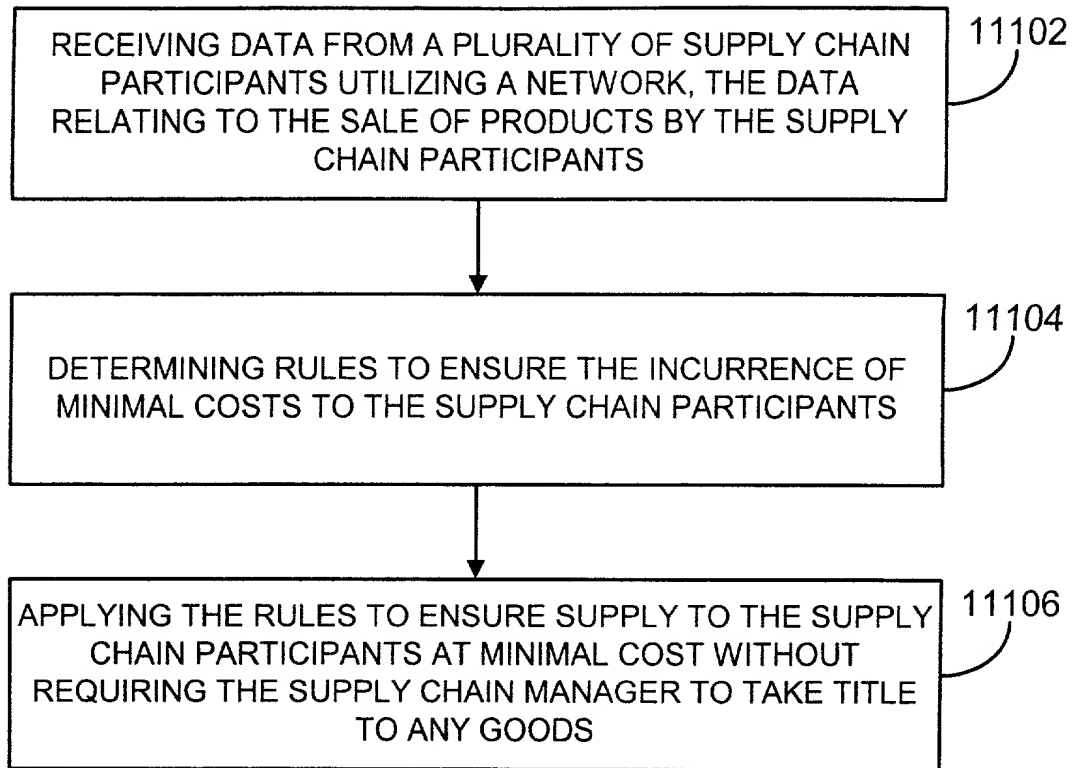 RECEIVING DATA FROM A PLURALITY OF SUPPLY CHAIN
PARTICIPANTS UTILIZING A NETWORK, THE DATA
RELATING TO THE SALE OF PRODUCTS BY THE SUPPLY
CHAIN PARTICIPANTS
11102
DETERMINING RULES TO ENSURE THE INCURRENCE OF
MINIMAL COSTS TO THE SUPPLY CHAIN PARTICIPANTS
11104
APPLYING THE RULES TO ENSURE SUPPLY TO THE SUPPLY
CHAIN PARTICIPANTS AT MINIMAL COST WITHOUT
REQUIRING THE SUPPLY CHAIN MANAGER TO TAKE TITLE
TO ANY GOODS
11106